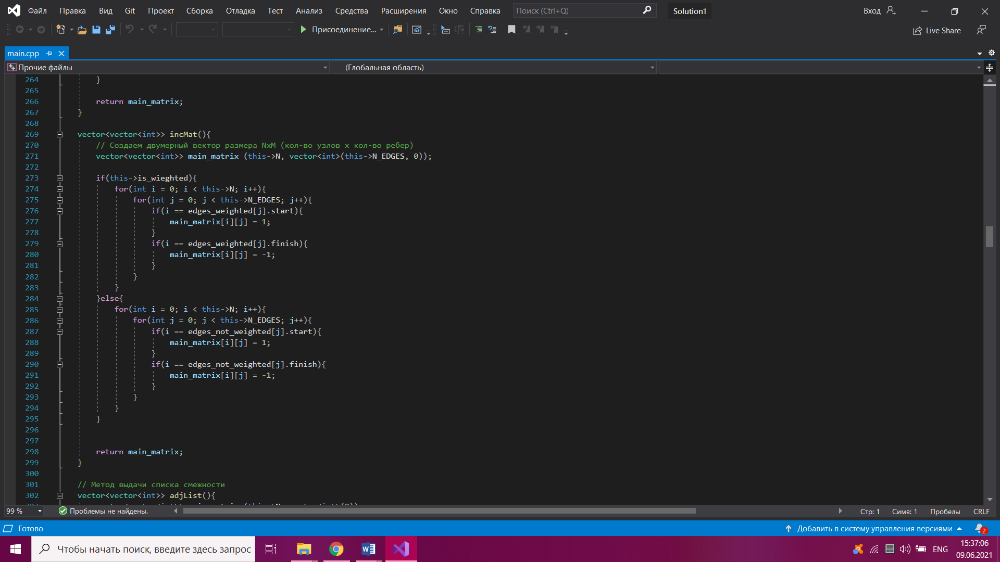 Файл Правка Вид Git Проект Сборка Отладка Тест Анализ Средства Расширения Окно Справка Поиск (Ctrl+Q) Solution1 Вход
Присоединение... Live Share
main.cpp
Прочие файлы (Глобальная область)
264 }
265
266 return main_matrix;
267 }
268
269 vector<vector<int>> incMat(){
270 // Создаем двумерный вектор размера NxM (кол-во узлов x кол-во ребер)
271 vector<vector<int>> main_matrix (this->N, vector<int>(this->N_EDGES, 0));
272
273 if(this->is_wieghted){
274 for(int i = 0; i < this->N; i++){
275 for(int j = 0; j < this->N_EDGES; j++){
276 if(i == edges_weighted[j].start){
277 main_matrix[i][j] = 1;
278 }
279 if(i == edges_weighted[j].finish){
280 main_matrix[i][j] = -1;
281 }
282 }
283 }
284 }else{
285 for(int i = 0; i < this->N; i++){
286 for(int j = 0; j < this->N_EDGES; j++){
287 if(i == edges_not_weighted[j].start){
288 main_matrix[i][j] = 1;
289 }
290 if(i == edges_not_weighted[j].finish){
291 main_matrix[i][j] = -1;
292 }
293 }
294 }
295 }
296
297
298 return main_matrix;
299 }
300
301 // Метод выдачи списка смежности
302 vector<vector<int>> adjList(){
99 % Проблемы не найдены. Стр: 1 Симв: 1 Пробелы CRLF
Готово Добавить в систему управления версиями 2
Чтобы начать поиск, введите здесь запрос ENG 15:37:06
09.06.2021